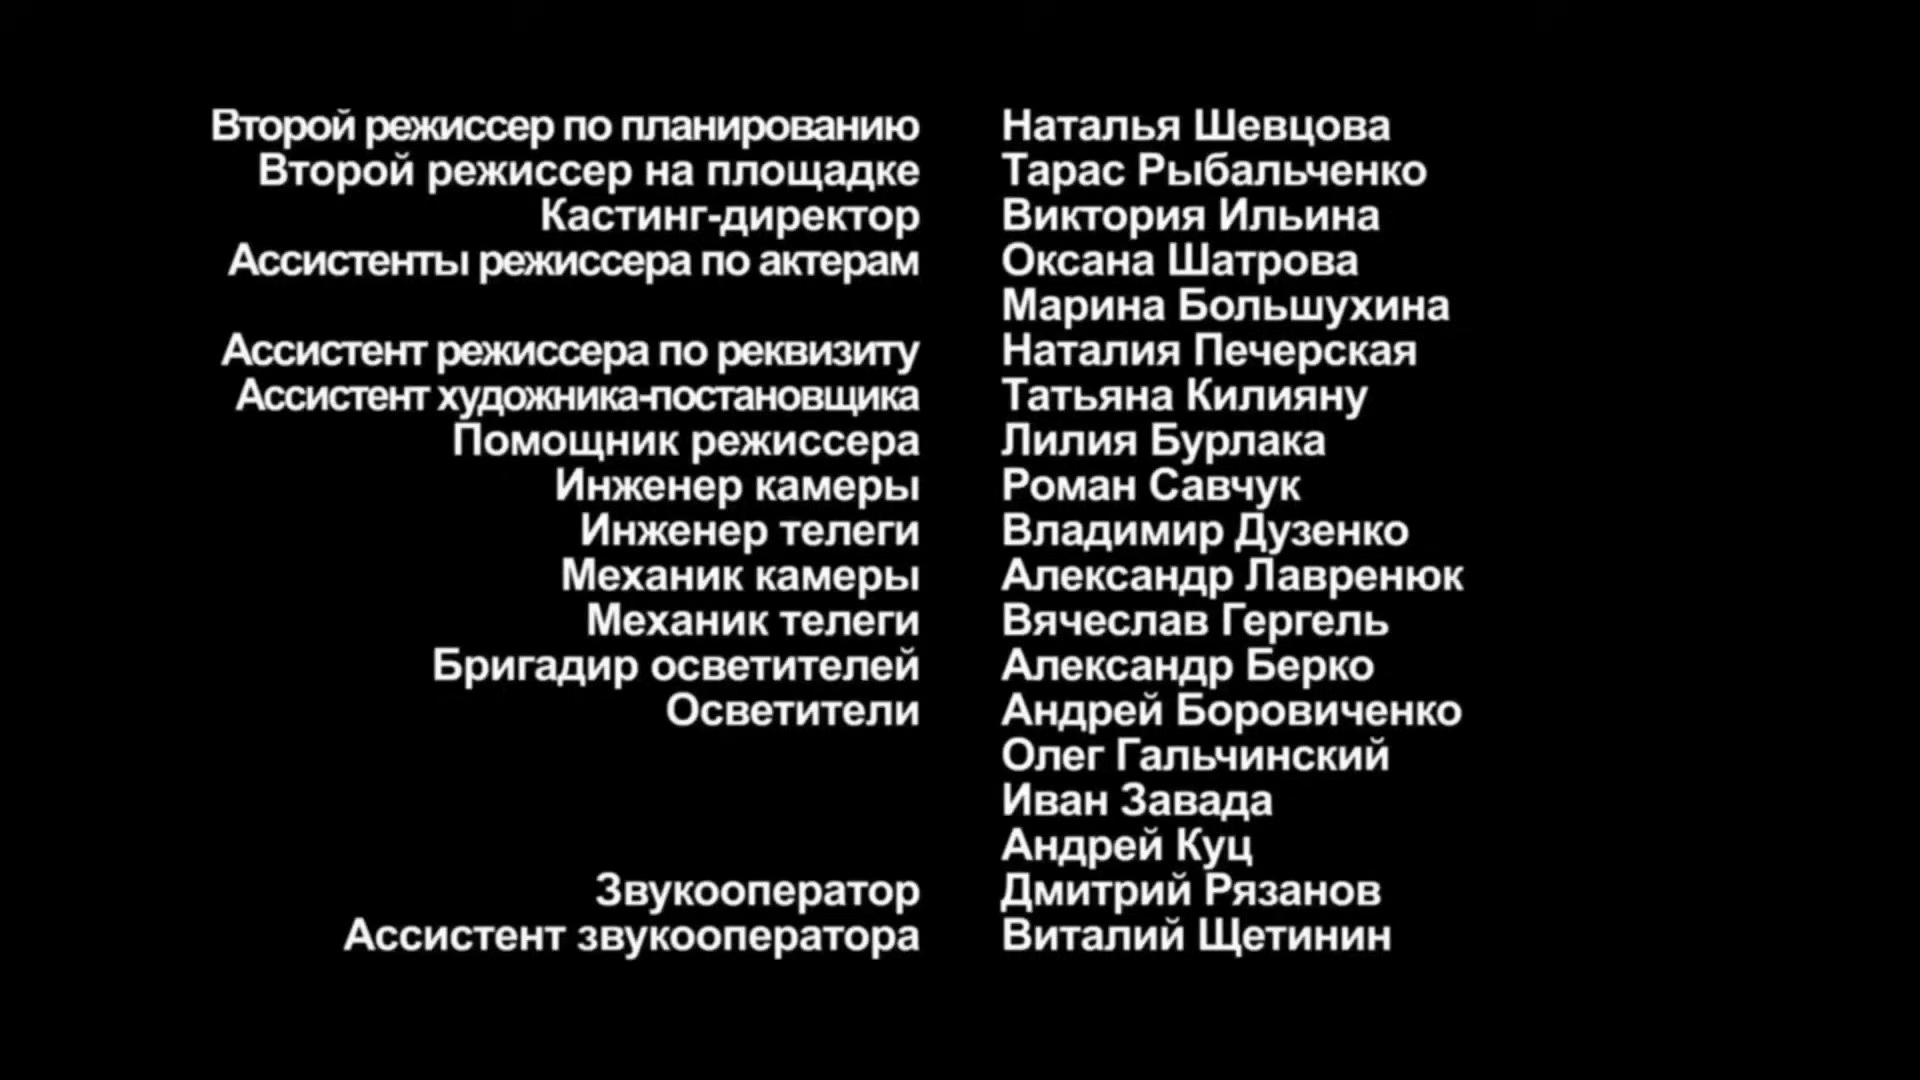 Второй режиссер по планированию Наталья Шевцова
Второй режиссер на площадке Тарас Рыбальченко
Кастинг-директор Виктория Ильина
Ассистенты режиссера по актерам Оксана Шатрова
Марина Большухина
Ассистент режиссера по реквизиту Наталия Печерская
Ассистент художника-постановщика Татьяна Килияну
Помощник режиссера Лилия Бурлака
Инженер камеры Роман Савчук
Инженер телеги Владимир Дузенко
Механик камеры Александр Лавренюк
Механик телеги Вячеслав Гергель
Бригадир осветителей Александр Берко
Осветители Андрей Боровиченко
Олег Гальчинский
Иван Завада
Андрей Куц
Звукооператор Дмитрий Рязанов
Ассистент звукооператора Виталий Щетинин